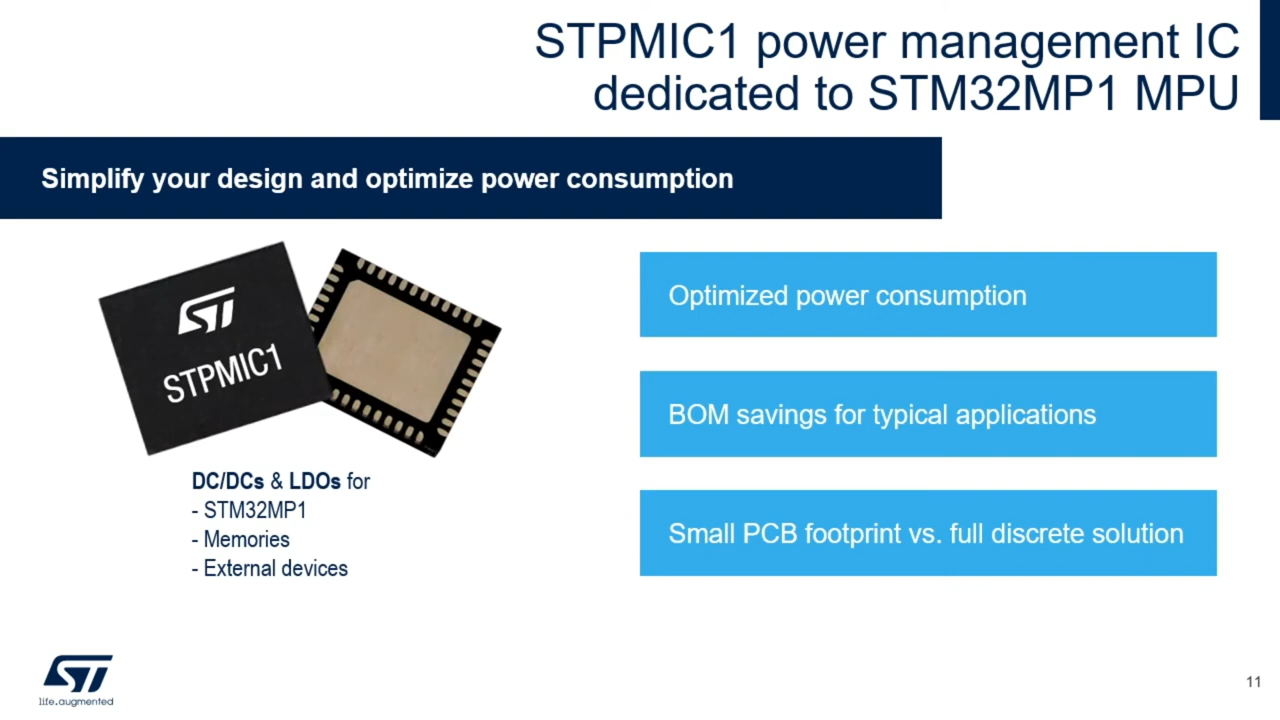 STPMIC1 power management IC
dedicated to STM32MP1 MPU
Simplify your design and optimize power consumption
ST
STPMIC1
DC/DCs & LDOs for
- STM32MP1
- Memories
- External devices
Optimized power consumption
BOM savings for typical applications
Small PCB footprint vs. full discrete solution
ST
life.augmented
11